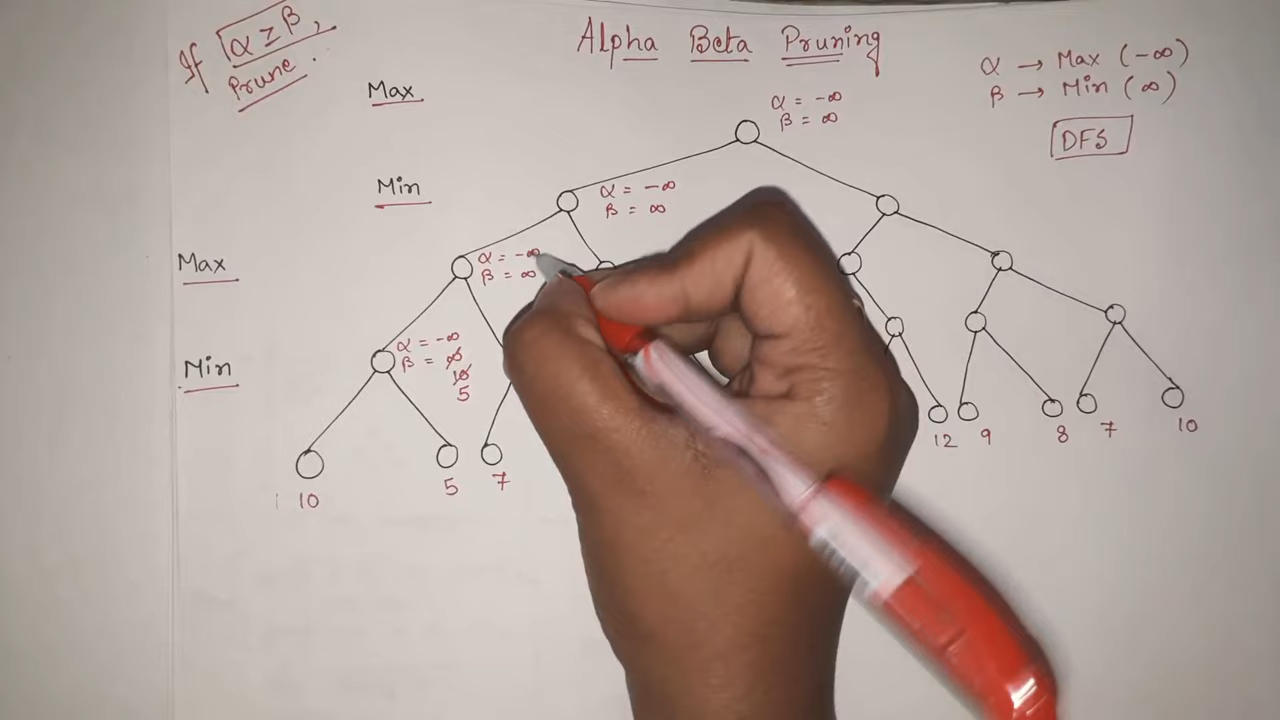 If α ≥ β,
Prune.
Alpha Beta Pruning
α → Max (-∞)
β → Min (∞)
DFS
Max
α = -∞
β = ∞
Min
α = -∞
β = ∞
Max
α = -∞
β = ∞
Min
α = -∞
β = ∞
10
5
10
5
7
12
9
8
7
10